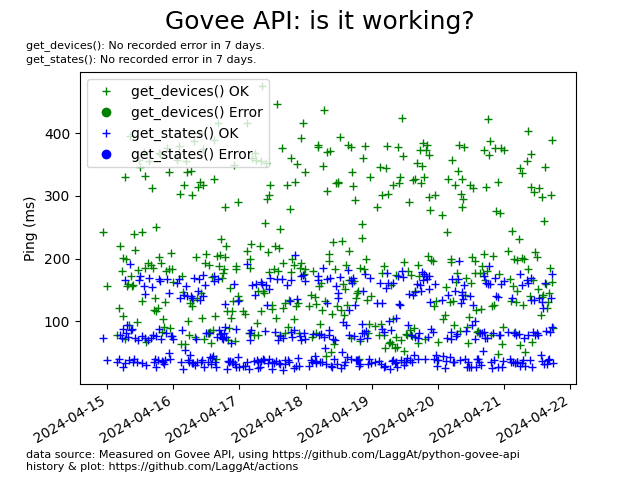 Govee API: is it working?
get_devices(): No recorded error in 7 days.
get_states(): No recorded error in 7 days.
get_devices() OK
get_devices() Error
get_states() OK
get_states() Error
Ping (ms)
400
300
200
100
2024-04-15
2024-04-16
2024-04-17
2024-04-18
2024-04-19
2024-04-20
2024-04-21
2024-04-22
data source: Measured on Govee API, using https://github.com/LaggAt/python-govee-api
history & plot: https://github.com/LaggAt/actions